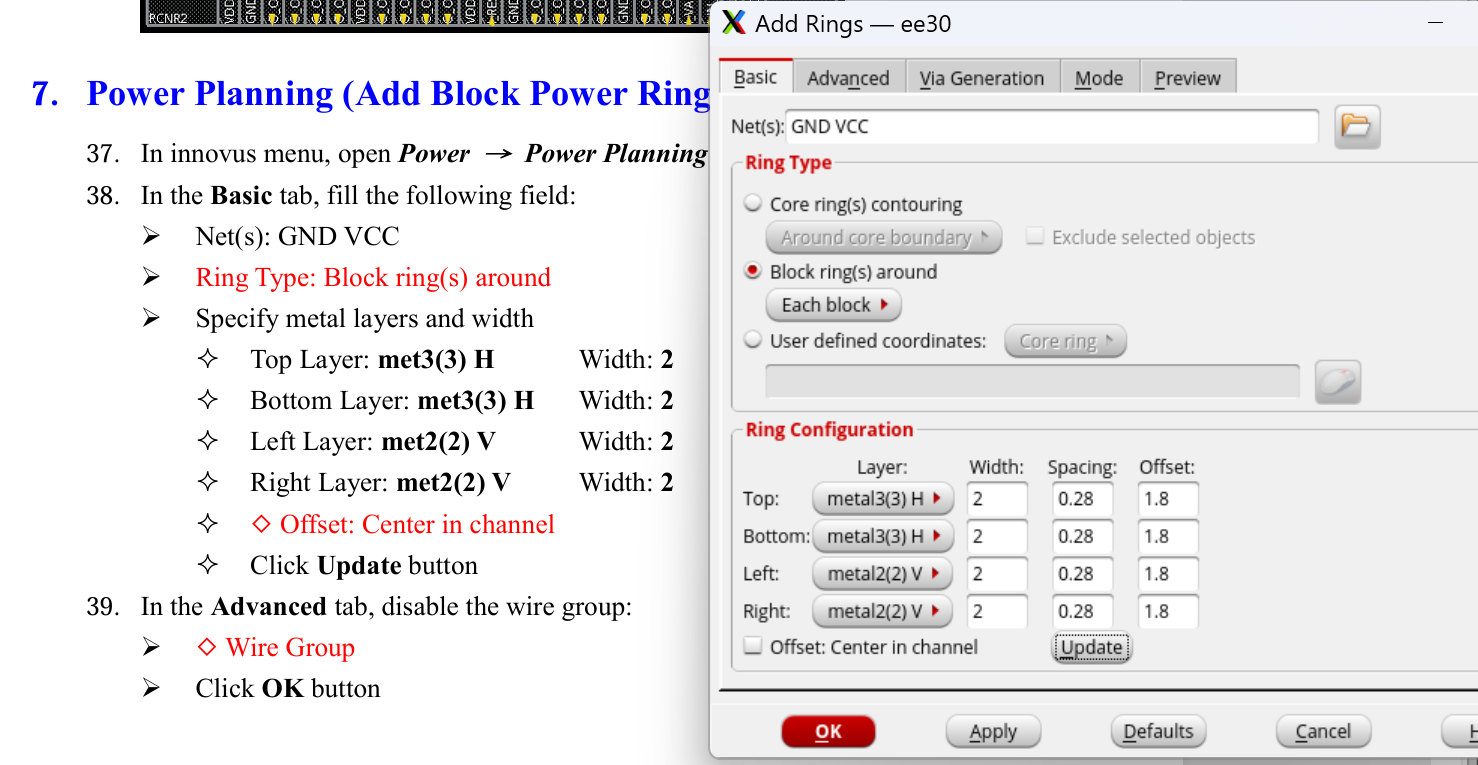 RCNR2
7. Power Planning (Add Block Power Ring
37. In innovus menu, open Power → Power Planning
38. In the Basic tab, fill the following field:
➢ Net(s): GND VCC
➢ Ring Type: Block ring(s) around
➢ Specify metal layers and width
✧ Top Layer: met3(3) H Width: 2
✧ Bottom Layer: met3(3) H Width: 2
✧ Left Layer: met2(2) V Width: 2
✧ Right Layer: met2(2) V Width: 2
✧ ◇ Offset: Center in channel
✧ Click Update button
39. In the Advanced tab, disable the wire group:
➢ ◇ Wire Group
➢ Click OK button
Add Rings — ee30
Basic Advanced Via Generation Mode Preview
Net(s): GND VCC
Ring Type
Core ring(s) contouring
Around core boundary Exclude selected objects
Block ring(s) around
Each block
User defined coordinates: Core ring
Ring Configuration
Layer: Width: Spacing: Offset:
Top: metal3(3) H 2 0.28 1.8
Bottom: metal3(3) H 2 0.28 1.8
Left: metal2(2) V 2 0.28 1.8
Right: metal2(2) V 2 0.28 1.8
Offset: Center in channel Update
OK Apply Defaults Cancel H